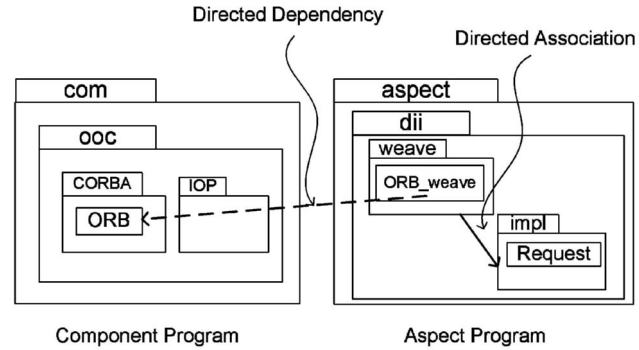 Directed Dependency
Directed Association
com
ooc
CORBA
IOP
ORB
aspect
dii
weave
ORB_weave
impl
Request
Component Program
Aspect Program